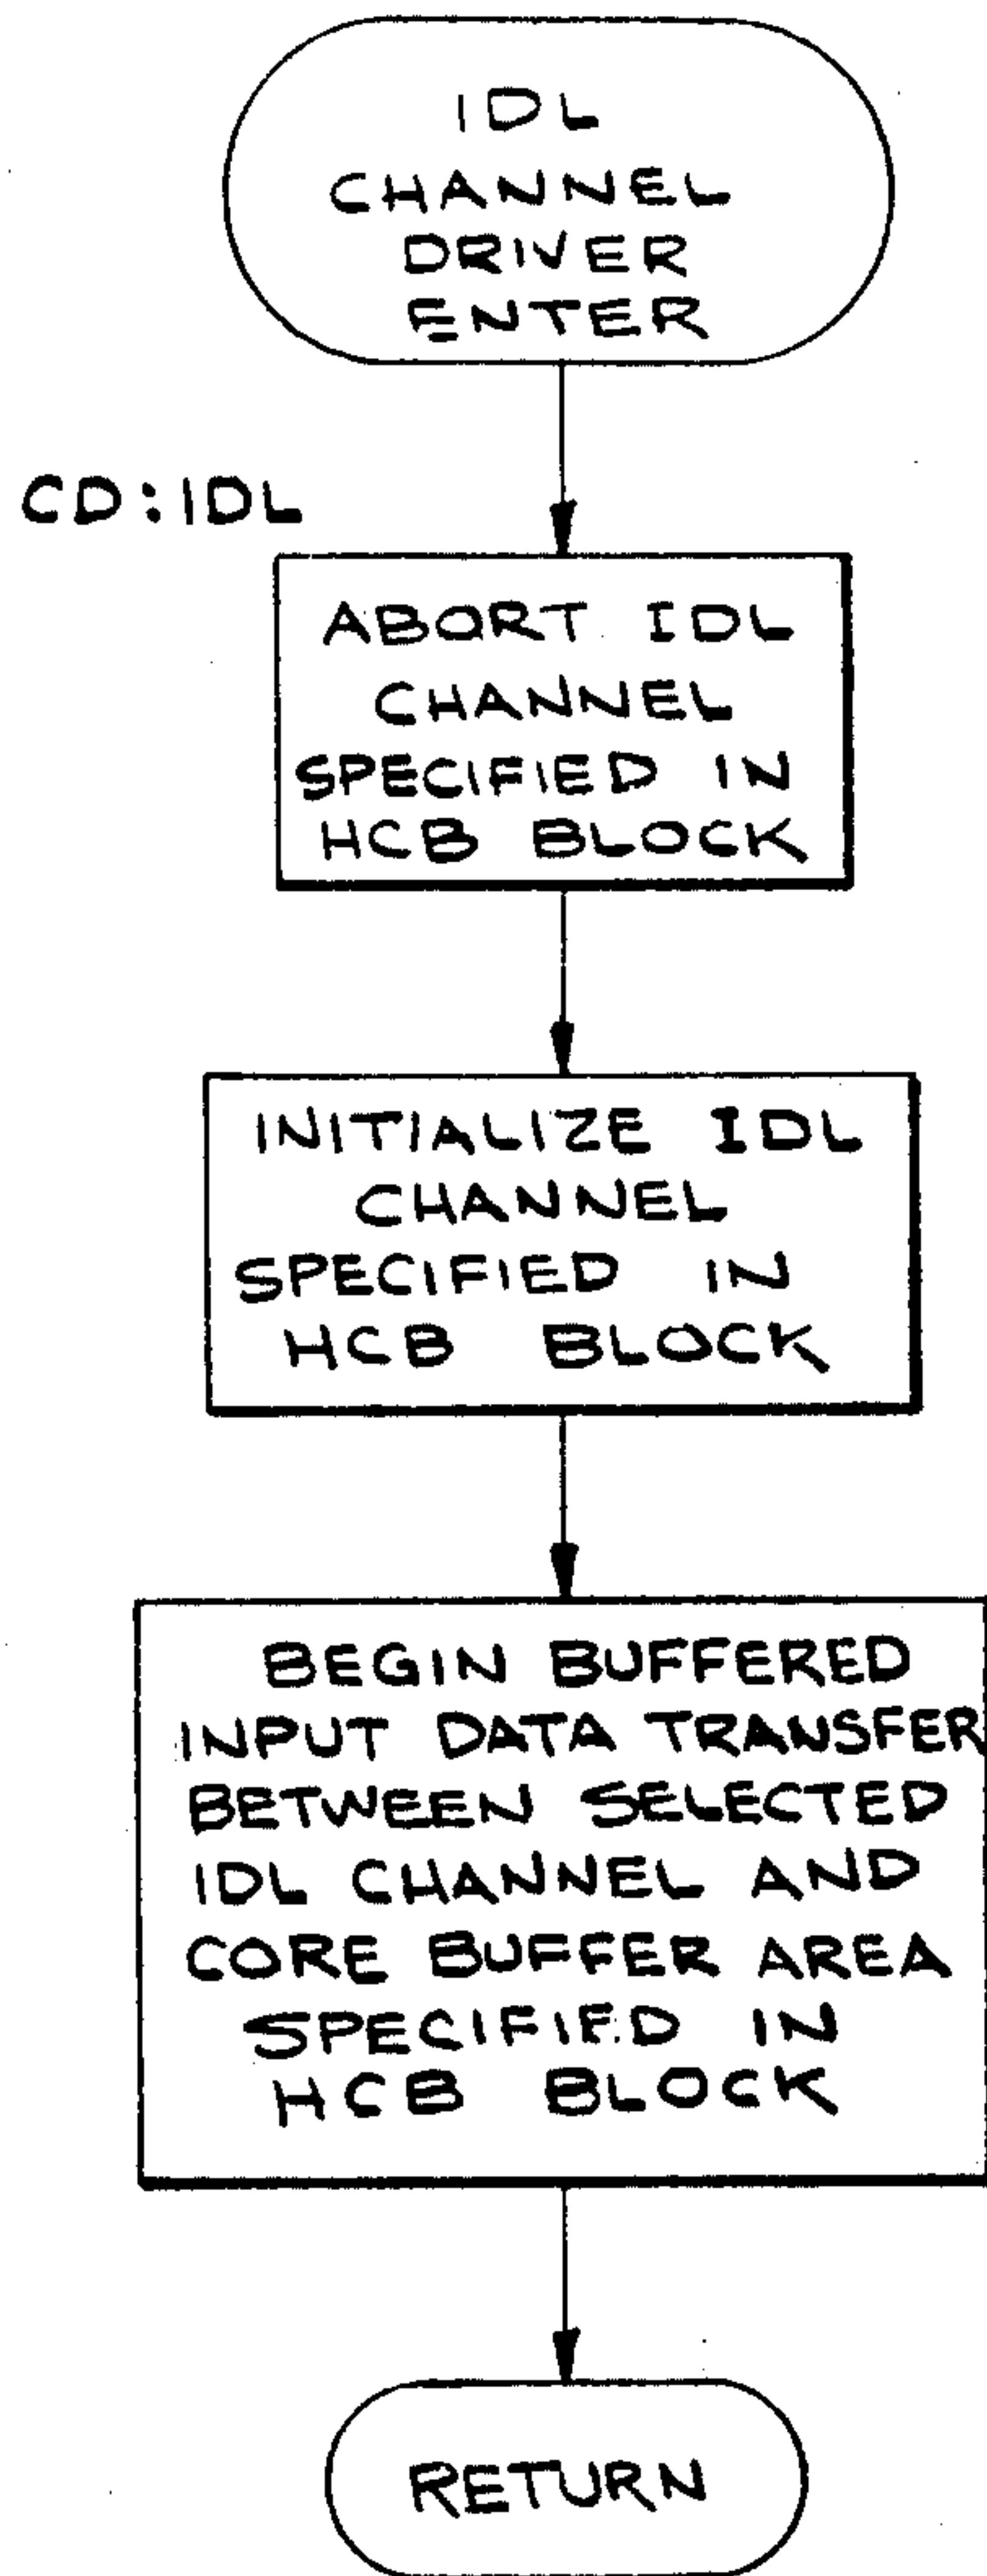 IDL
CHANNEL
DRIVER
ENTER
CD:IDL
ABORT IDL
CHANNEL
SPECIFIED IN
HCB BLOCK
INITIALIZE IDL
CHANNEL
SPECIFIED IN
HCB BLOCK
BEGIN BUFFERED
INPUT DATA TRANSFER
BETWEEN SELECTED
IDL CHANNEL AND
CORE BUFFER AREA
SPECIFIED IN
HCB BLOCK
RETURN